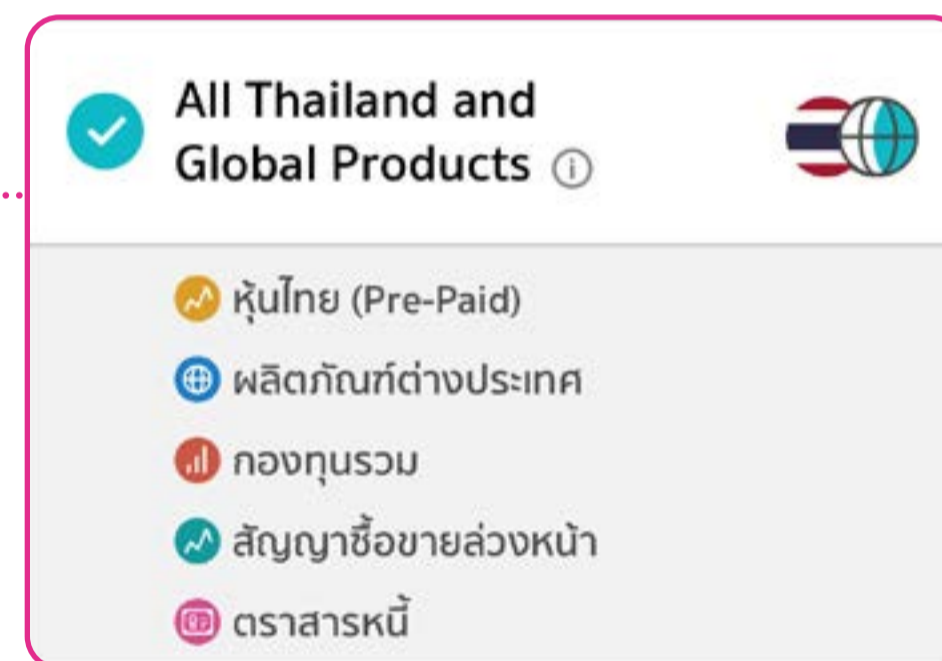 All Thailand and
Global Products
หุ้นไทย (Pre-Paid)
ผลิตภัณฑ์ต่างประเทศ
กองทุนรวม
สัญญาซื้อขายล่วงหน้า
ตราสารหนี้